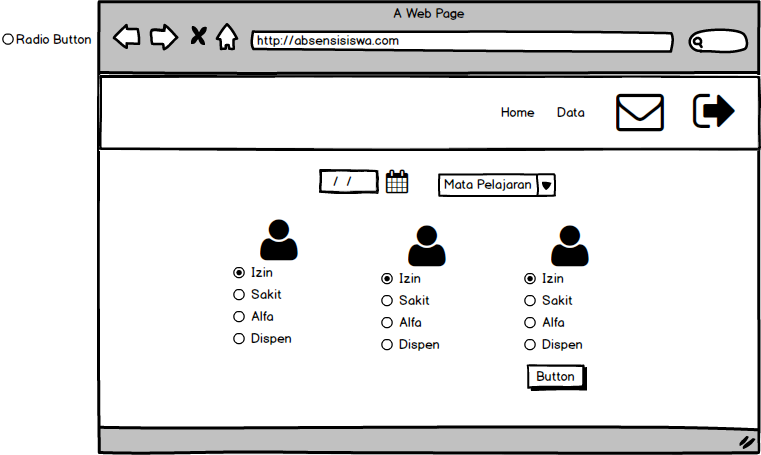 A Web Page
Radio Button
http://absensisiswa.com
Home Data
/ /
Mata Pelajaran
Izin
Sakit
Alfa
Dispen
Izin
Sakit
Alfa
Dispen
Izin
Sakit
Alfa
Dispen
Button